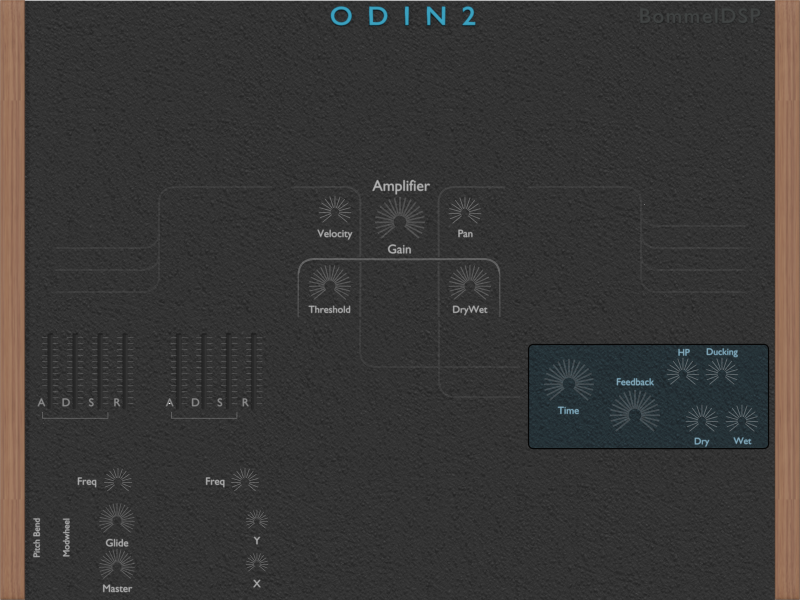 ODIN2
BommelDSP
Amplifier
Velocity
Pan
Gain
Threshold
DryWet
HP
Ducking
Feedback
Time
A D S R
A D S R
Dry
Wet
Freq
Freq
Pitch Bend
Modwheel
Glide
Y
X
Master